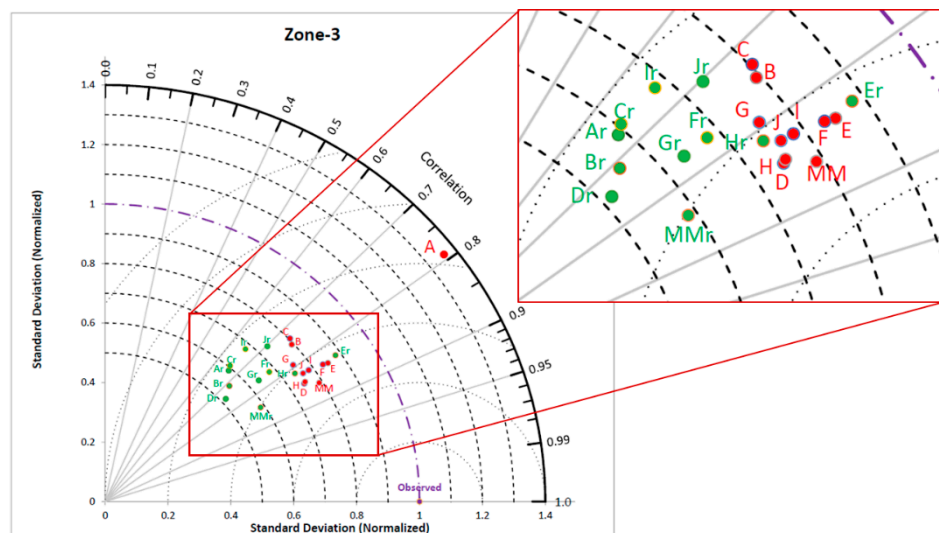 Zone-3
Standard Deviation (Normalized)
1.4
1.2
1
0.8
0.6
0.4
0.2
0
0.0
0.1
0.2
0.3
0.4
0.5
0.6
0.7
0.8
0.9
0.95
0.99
1.0
Correlation
A
C
B
Ir
Jr
Er
Cr
Ar
Fr
G
J
I
Gr
Hr
F
E
Br
H
D
MM
Dr
MMr
Observed
0.0
0.2
0.4
0.6
1
1.2
1.4
Standard Deviation (Normalized)
C
B
Ir
Jr
Er
Cr
Ar
Fr
G
J
I
F
E
Gr
Hr
Br
H
D
MM
Dr
MMr